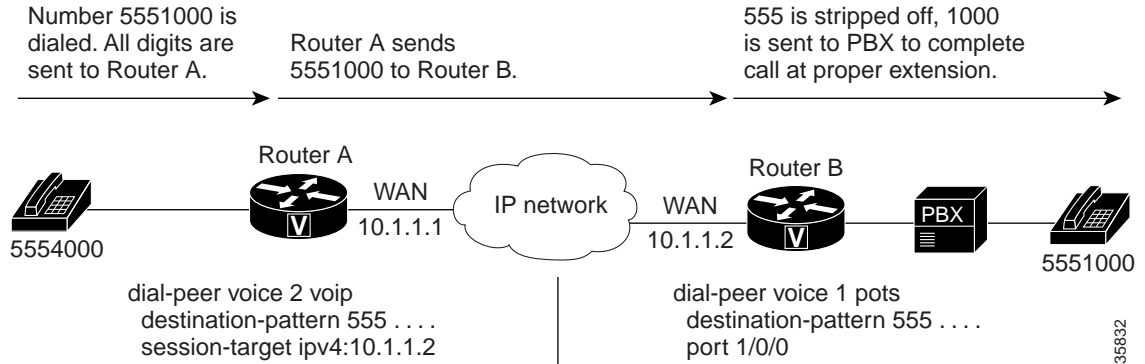 Number 5551000 is
dialed. All digits are
sent to Router A.
Router A sends
5551000 to Router B.
555 is stripped off, 1000
is sent to PBX to complete
call at proper extension.
Router A
Router B
WAN
IP network
WAN
PBX
V
V
10.1.1.1
10.1.1.2
5554000
5551000
dial-peer voice 2 voip
destination-pattern 555 . . . .
session-target ipv4:10.1.1.2
dial-peer voice 1 pots
destination-pattern 555 . . . .
port 1/0/0
35832